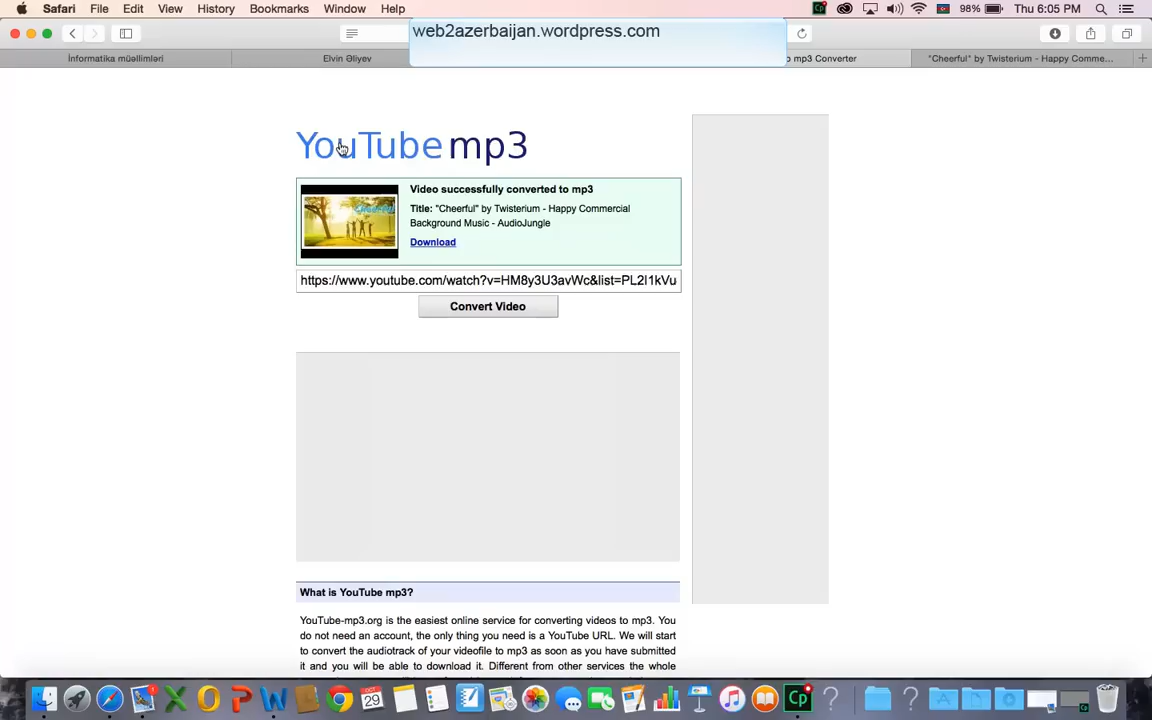 Safari File Edit View History Bookmarks Window Help 98% Thu 6:05 PM
web2azerbaijan.wordpress.com
İnformatika müəllimləri Elvin Əliyev mp3 Converter "Cheerful" by Twisterium - Happy Comme...
YouTube mp3
Video successfully converted to mp3
Title: "Cheerful" by Twisterium - Happy Commercial
Background Music - AudioJungle
Download
https://www.youtube.com/watch?v=HM8y3U3avWc&list=PL2I1kVu
Convert Video
What is YouTube mp3?
YouTube-mp3.org is the easiest online service for converting videos to mp3. You
do not need an account, the only thing you need is a YouTube URL. We will start
to convert the audiotrack of your videofile to mp3 as soon as you have submitted
it and you will be able to download it. Different from other services the whole
OCT
29
Cp